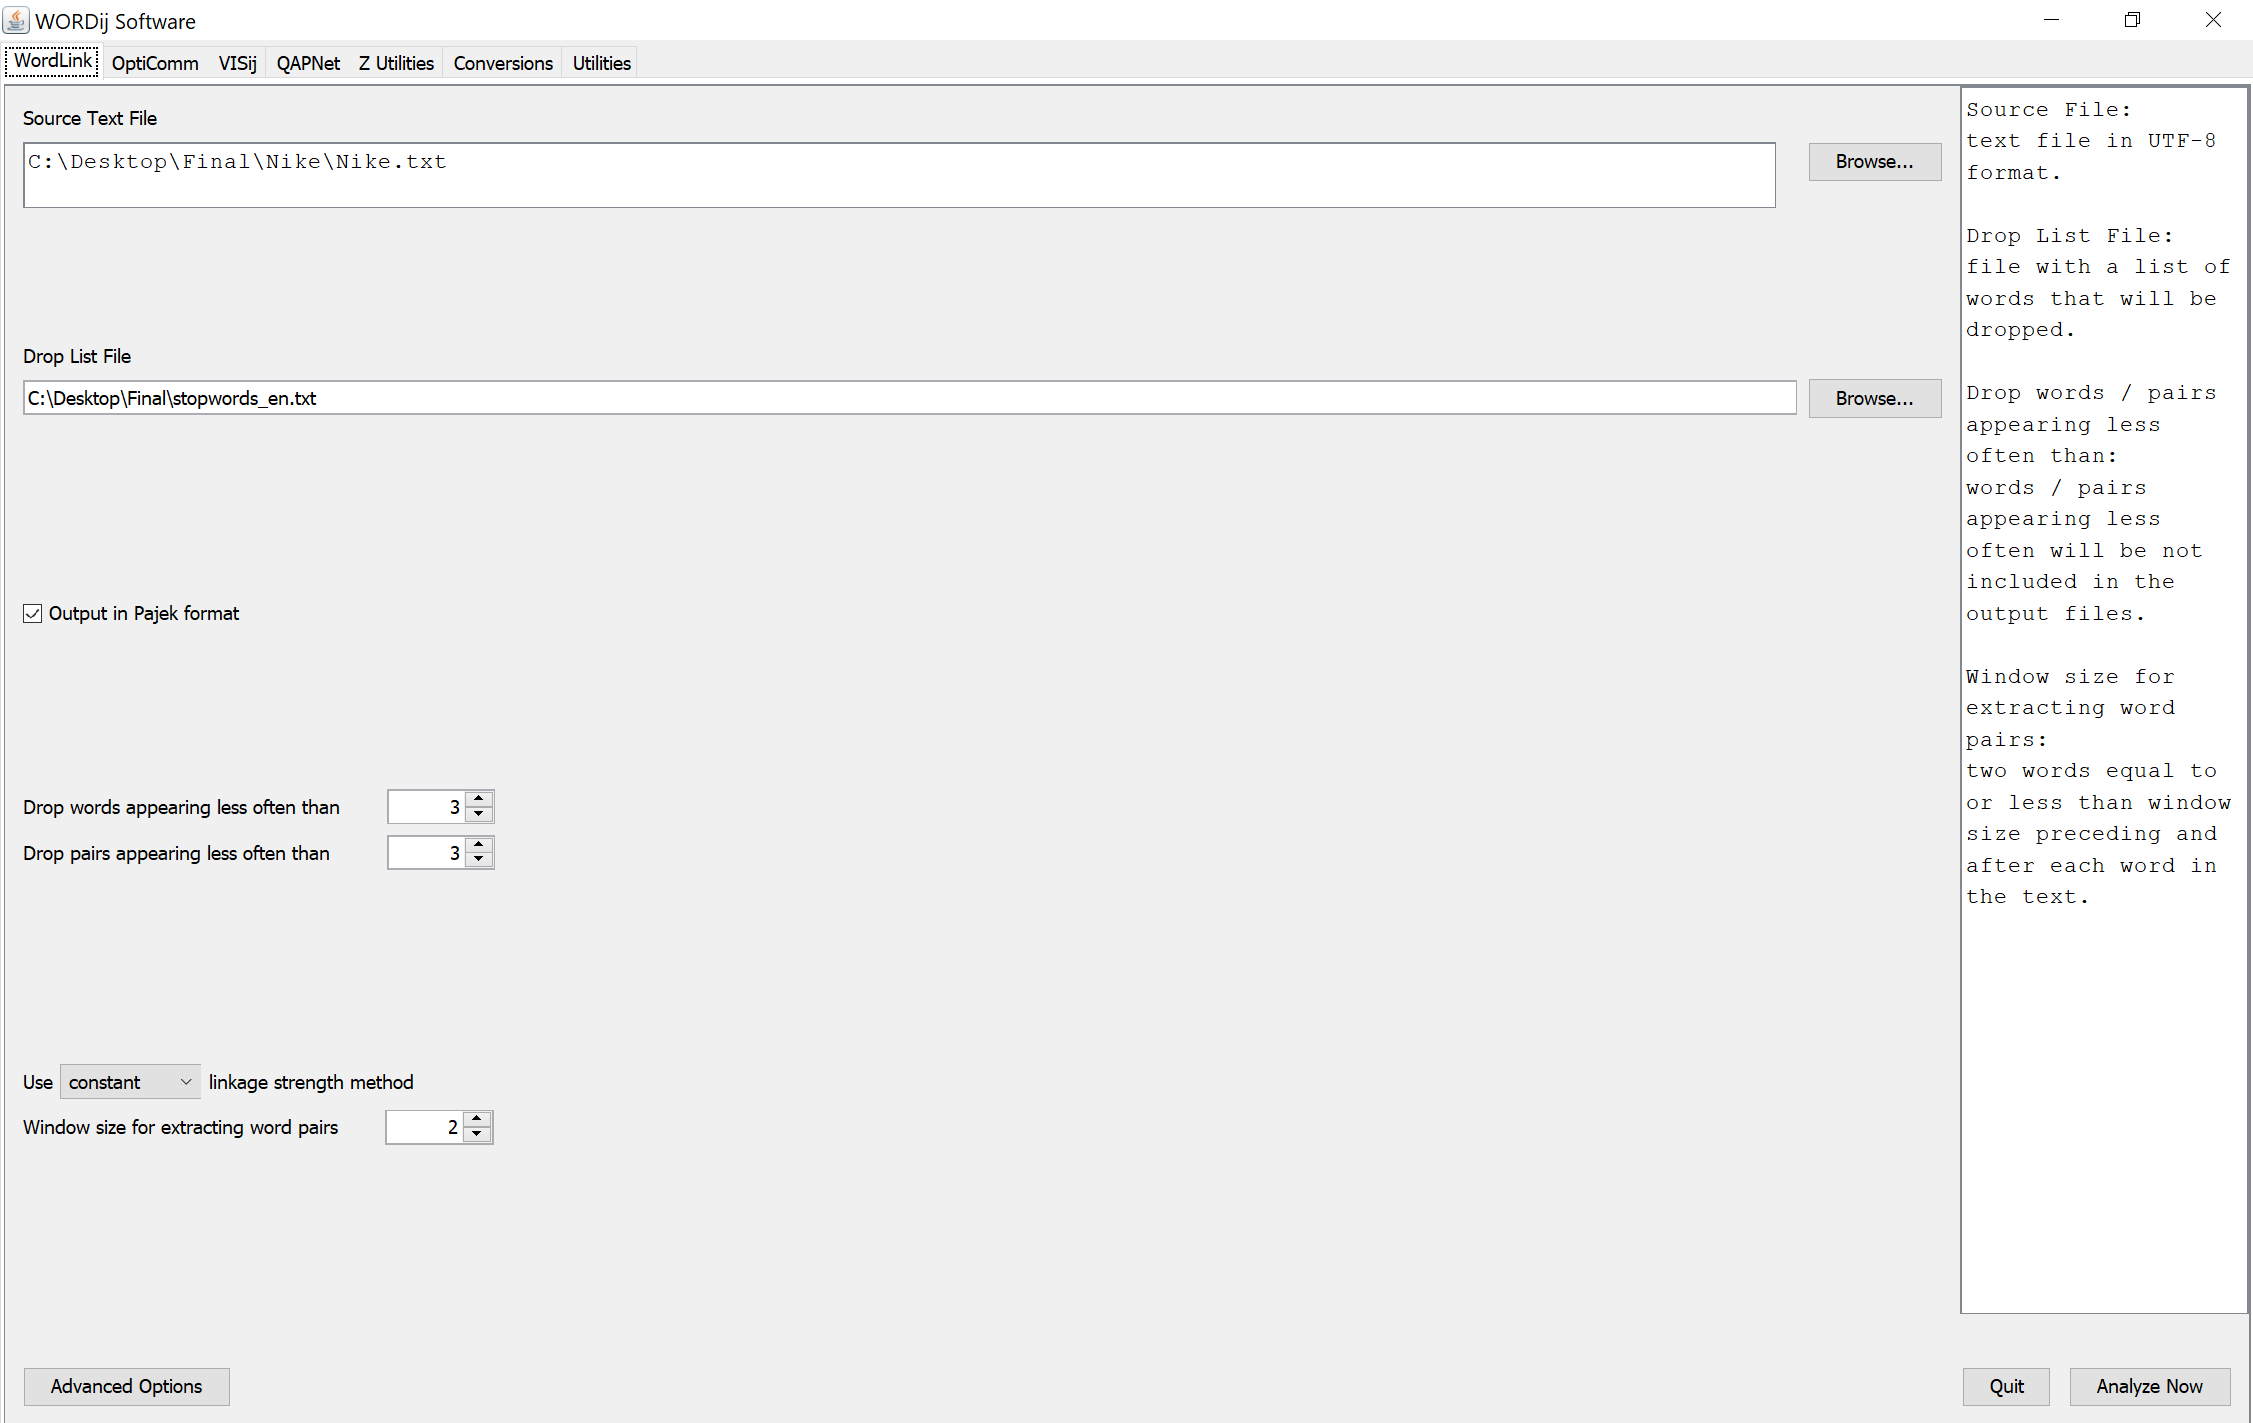 WORDij Software
WordLink OptiComm VISij QAPNet Z Utilities Conversions Utilities
Source Text File
C:\Desktop\Final\Nike\Nike.txt
Browse...
Drop List File
C:\Desktop\Final\stopwords_en.txt
Browse...
Output in Pajek format
Drop words appearing less often than 3
Drop pairs appearing less often than 3
Use constant linkage strength method
Window size for extracting word pairs 2
Advanced Options
Source File:
text file in UTF-8
format.
Drop List File:
file with a list of
words that will be
dropped.
Drop words / pairs
appearing less
often than:
words / pairs
appearing less
often will be not
included in the
output files.
Window size for
extracting word
pairs:
two words equal to
or less than window
size preceding and
after each word in
the text.
Quit
Analyze Now